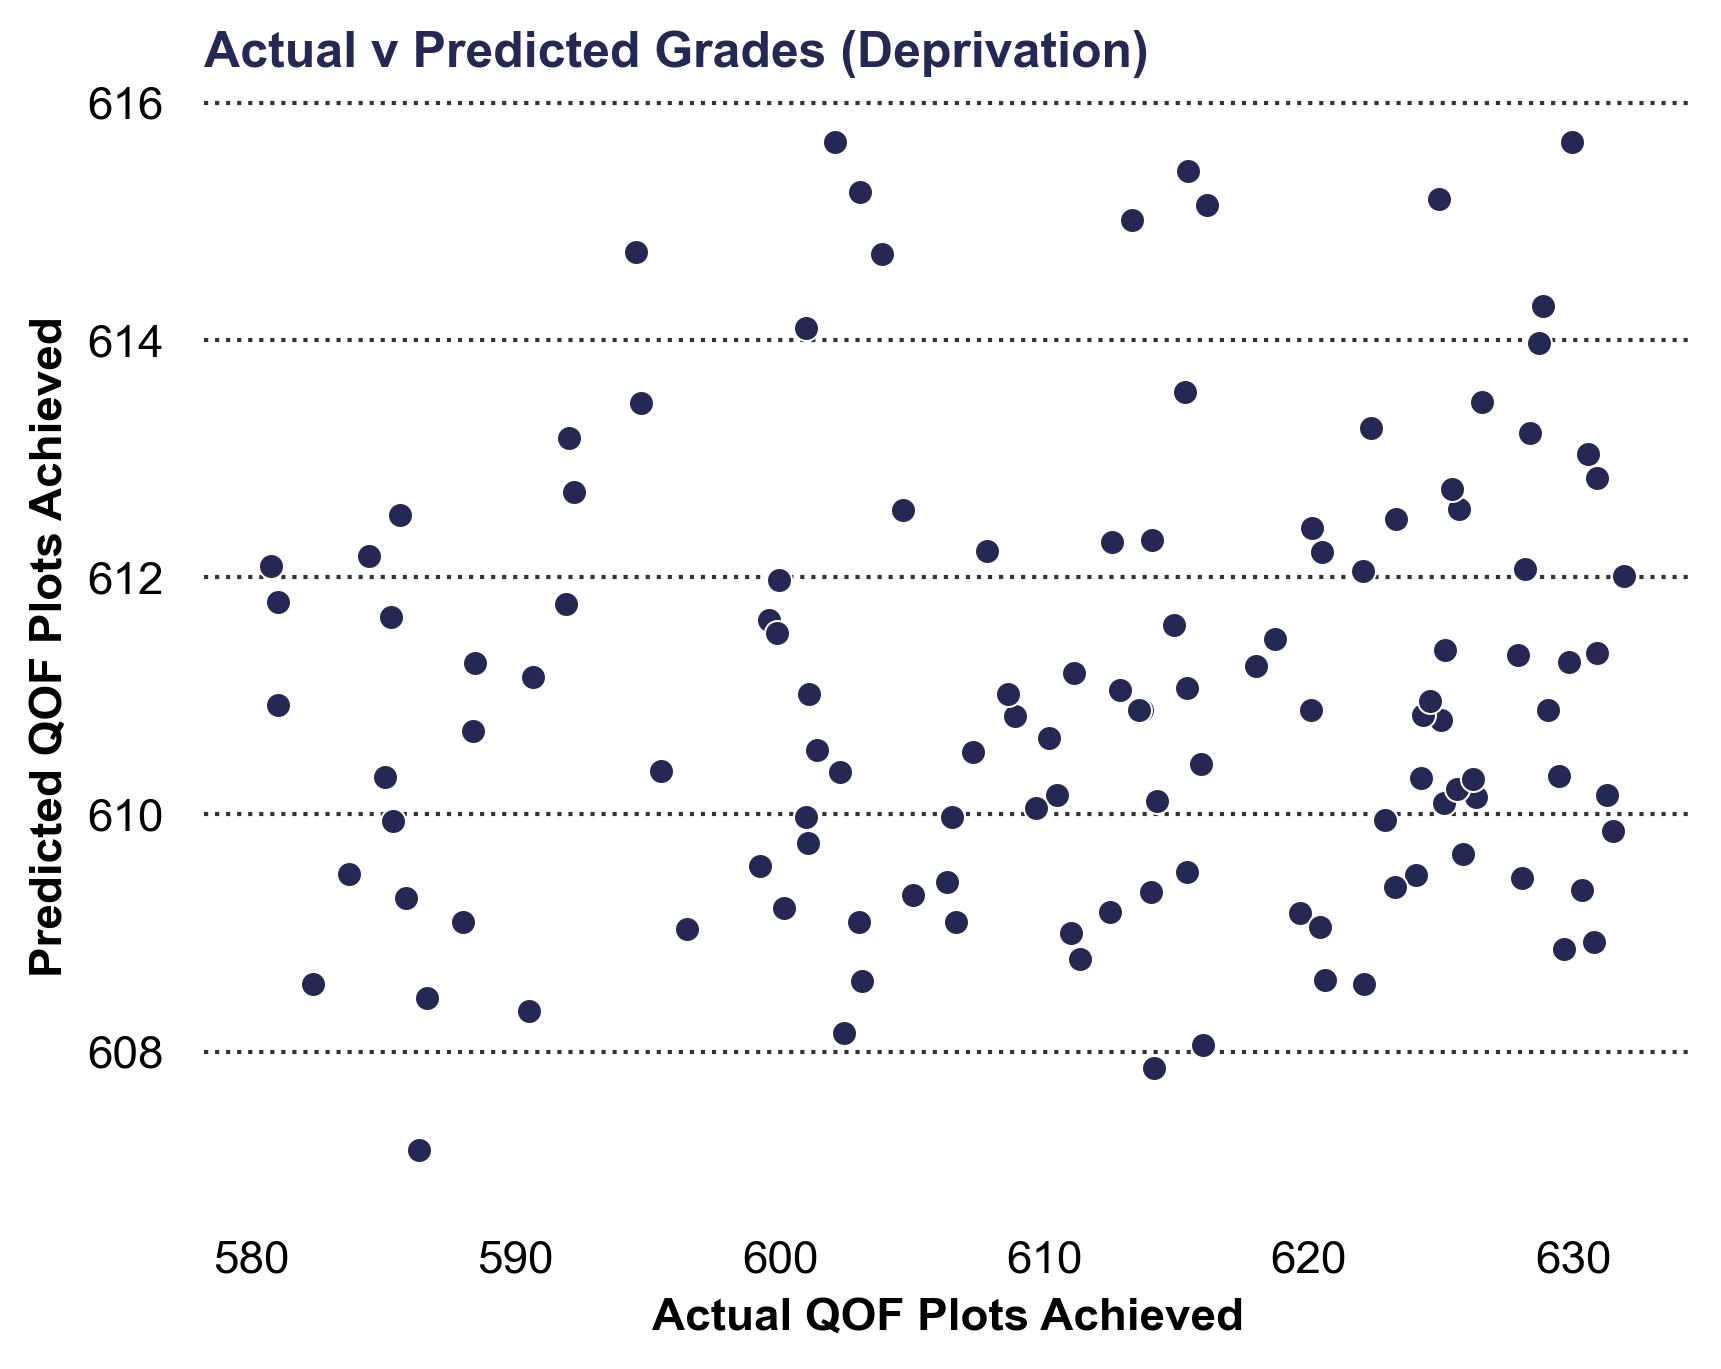 Actual v Predicted Grades (Deprivation)
616
614
612
610
608
Predicted QOF Plots Achieved
580 590 600 610 620 630
Actual QOF Plots Achieved